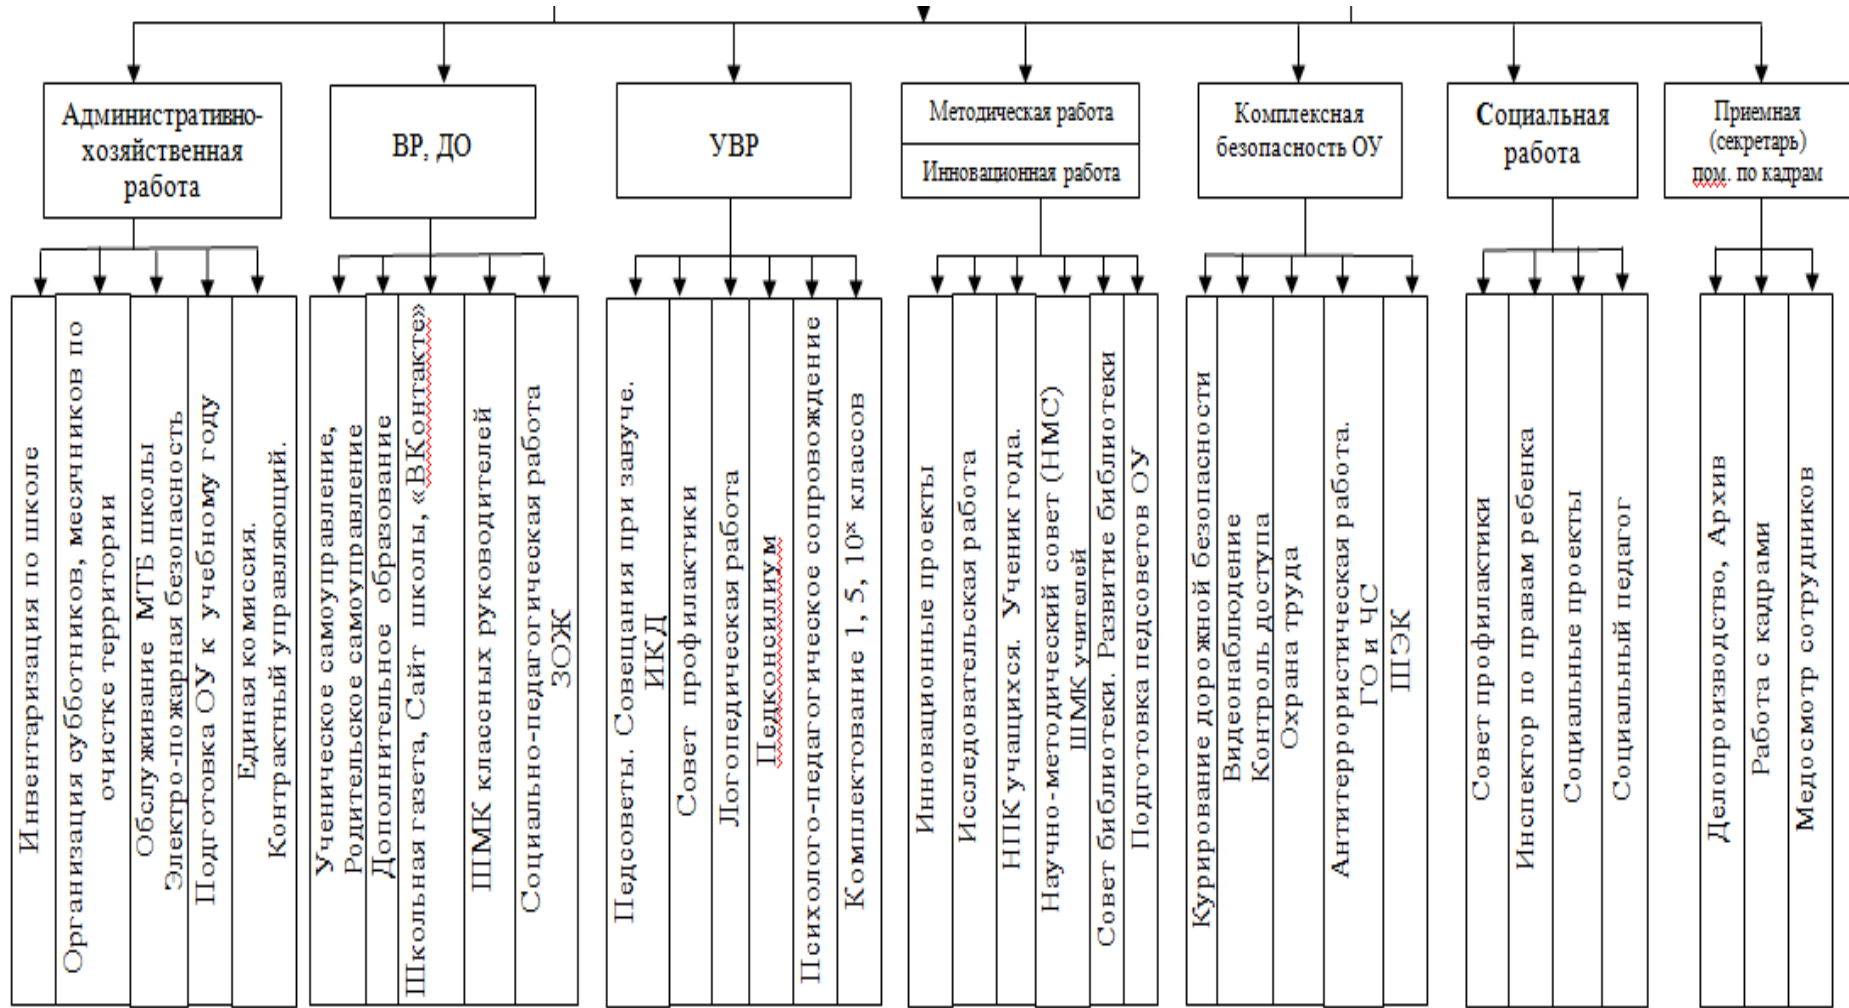 Административно-
хозяйственная
работа
ВР, ДО
УВР
Методическая работа
Инновационная работа
Комплексная
безопасность ОУ
Социальная
работа
Приемная
(секретарь)
пом. по кадрам
Инвентаризация по школе
Организация субботников, месячников по
очистке территории
Обслуживание МТБ школы
Электро-пожарная безопасность
Подготовка ОУ к учебному году
Единая комиссия.
Контрактный управляющий.
Ученическое самоуправление,
Родительское самоуправление
Дополнительное образование
Школьная газета, Сайт школы, «ВКонтакте»
ШМК классных руководителей
Социально-педагогическая работа
ЗОЖ
Педсоветы. Совещания при завуче.
ИКД
Совет профилактики
Логопедическая работа
Педконсилиум
Психолого-педагогическое сопровождение
Комплектование 1, 5, 10ˣ классов
Инновационные проекты
Исследовательская работа
НПК учащихся. Ученик года.
Научно-методический совет (НМС)
ШМК учителей
Совет библиотеки. Развитие библиотеки
Подготовка педсоветов ОУ
Курирование дорожной безопасности
Видеонаблюдение
Контроль доступа
Охрана труда
Антитеррористическая работа.
ГО и ЧС
ПЭК
Совет профилактики
Инспектор по правам ребенка
Социальные проекты
Социальный педагог
Делопроизводство, Архив
Работа с кадрами
Медосмотр сотрудников